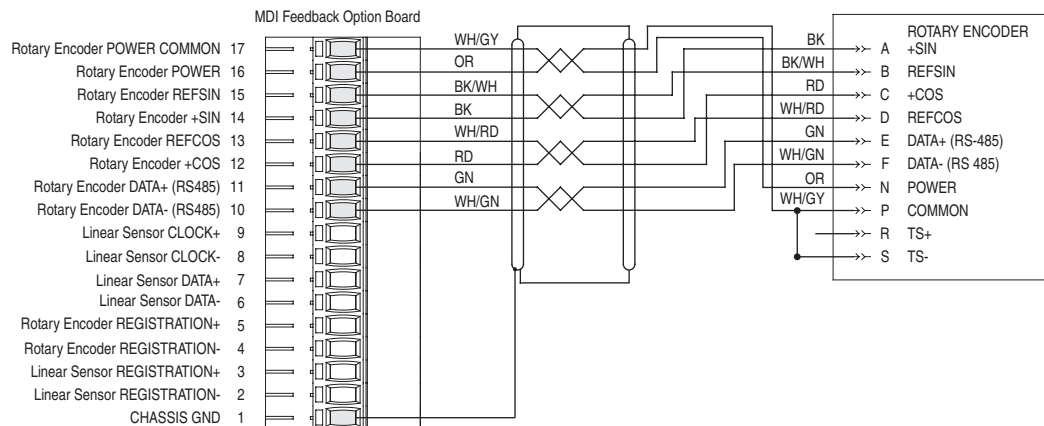 MDI Feedback Option Board
Rotary Encoder POWER COMMON 17
Rotary Encoder POWER 16
Rotary Encoder REFSIN 15
Rotary Encoder +SIN 14
Rotary Encoder REFCOS 13
Rotary Encoder +COS 12
Rotary Encoder DATA+ (RS485) 11
Rotary Encoder DATA- (RS485) 10
Linear Sensor CLOCK+ 9
Linear Sensor CLOCK- 8
Linear Sensor DATA+ 7
Linear Sensor DATA- 6
Rotary Encoder REGISTRATION+ 5
Rotary Encoder REGISTRATION- 4
Linear Sensor REGISTRATION+ 3
Linear Sensor REGISTRATION- 2
CHASSIS GND 1
WH/GY
OR
BK/WH
BK
WH/RD
RD
GN
WH/GN
BK
BK/WH
RD
WH/RD
GN
WH/GN
OR
WH/GY
ROTARY ENCODER
A +SIN
B REFSIN
C +COS
D REFCOS
E DATA+ (RS-485)
F DATA- (RS 485)
N POWER
P COMMON
R TS+
S TS-